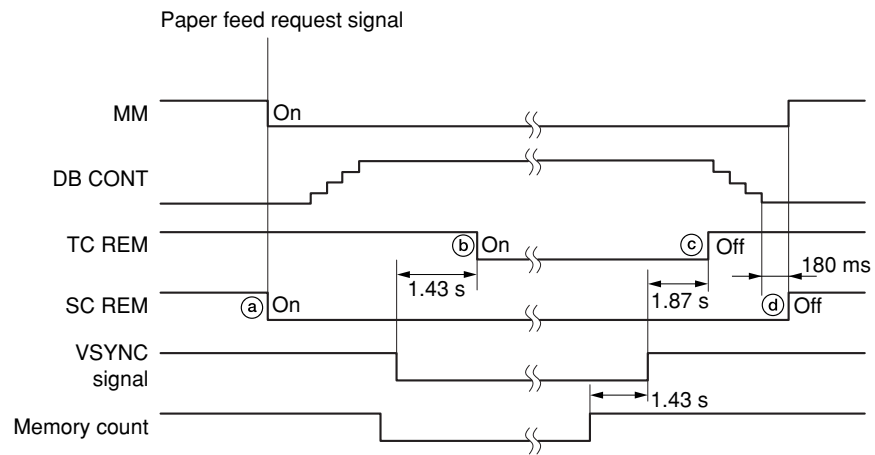 Paper feed request signal
MM
On
DB CONT
TC REM
b
On
c
Off
1.43 s
1.87 s
180 ms
SC REM
a
On
d
Off
VSYNC
signal
1.43 s
Memory count